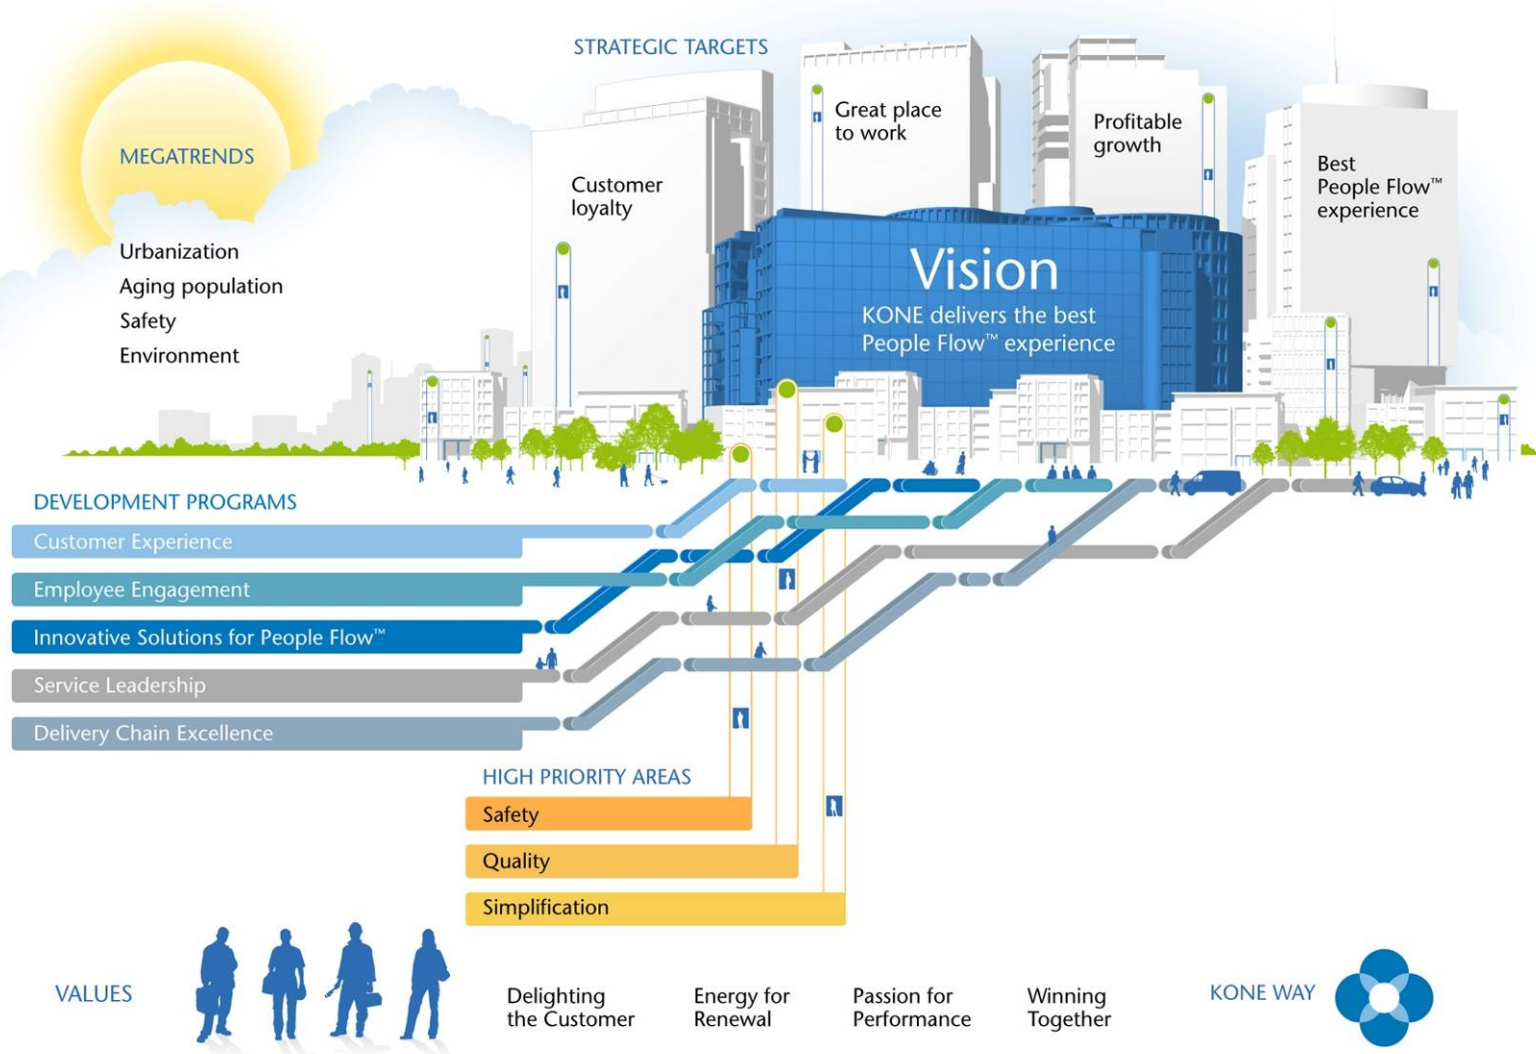 STRATEGIC TARGETS
MEGATRENDS
Urbanization
Aging population
Safety
Environment
Customer
loyalty
Great place
to work
Profitable
growth
Best
People Flow™
experience
Vision
KONE delivers the best
People Flow™ experience
DEVELOPMENT PROGRAMS
Customer Experience
Employee Engagement
Innovative Solutions for People Flow™
Service Leadership
Delivery Chain Excellence
HIGH PRIORITY AREAS
Safety
Quality
Simplification
VALUES
Delighting
the Customer
Energy for
Renewal
Passion for
Performance
Winning
Together
KONE WAY